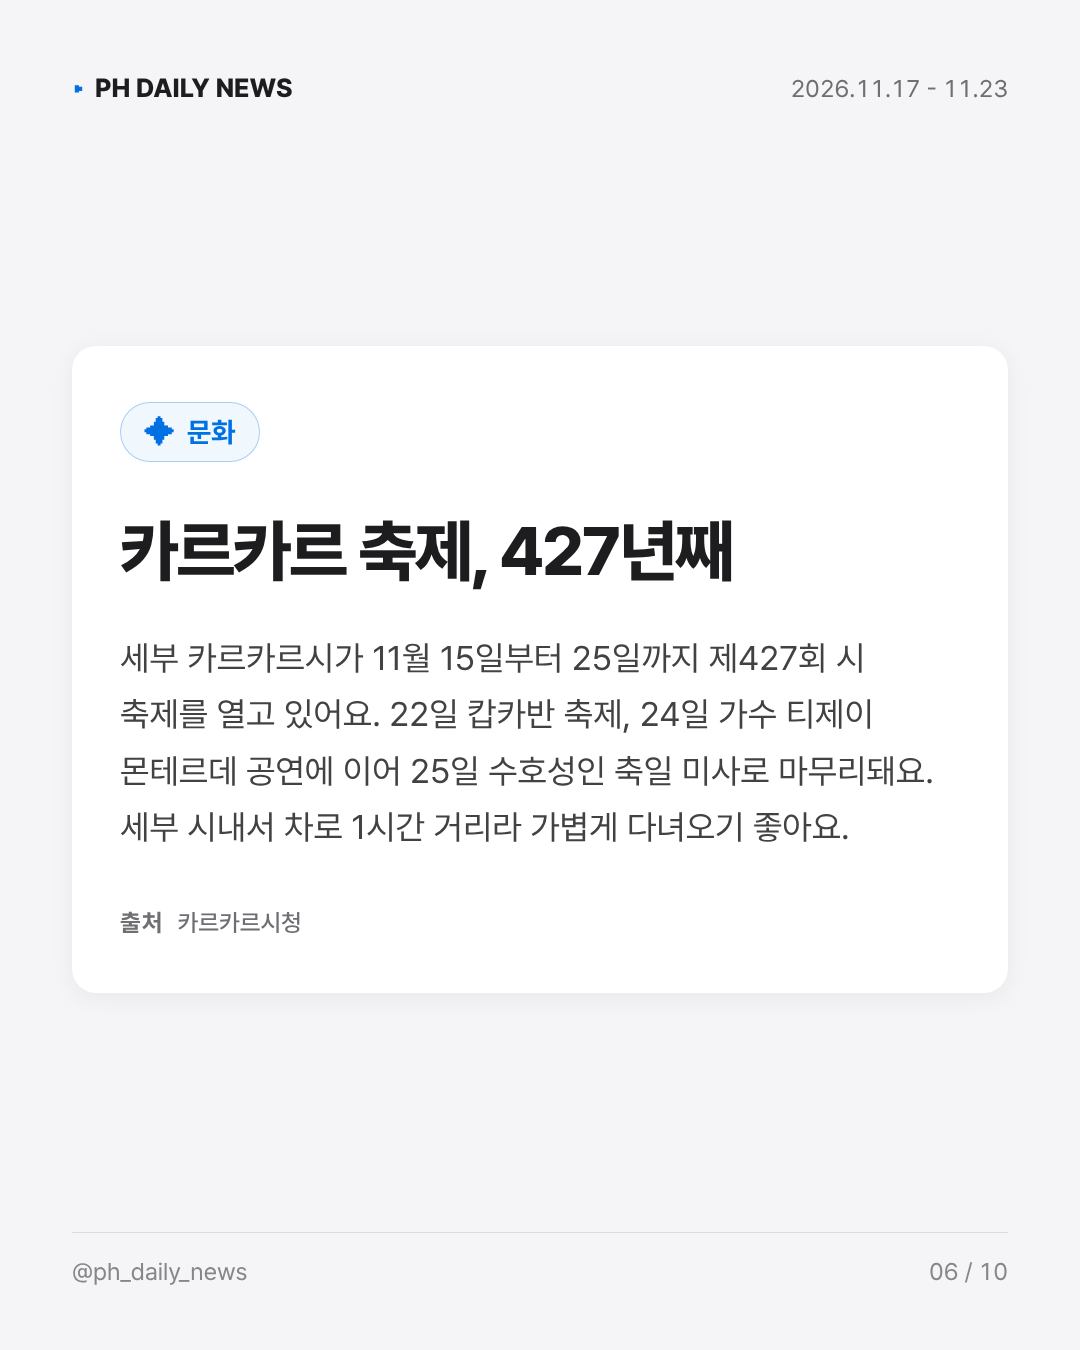 PH DAILY NEWS
2026.11.17 - 11.23
문화
카르카르 축제, 427년째
세부 카르카르시가 11월 15일부터 25일까지 제427회 시
축제를 열고 있어요. 22일 캅카반 축제, 24일 가수 티제이
몬테르데 공연에 이어 25일 수호성인 축일 미사로 마무리돼요.
세부 시내서 차로 1시간 거리라 가볍게 다녀오기 좋아요.
출처 카르카르시청
@ph_daily_news
06 / 10